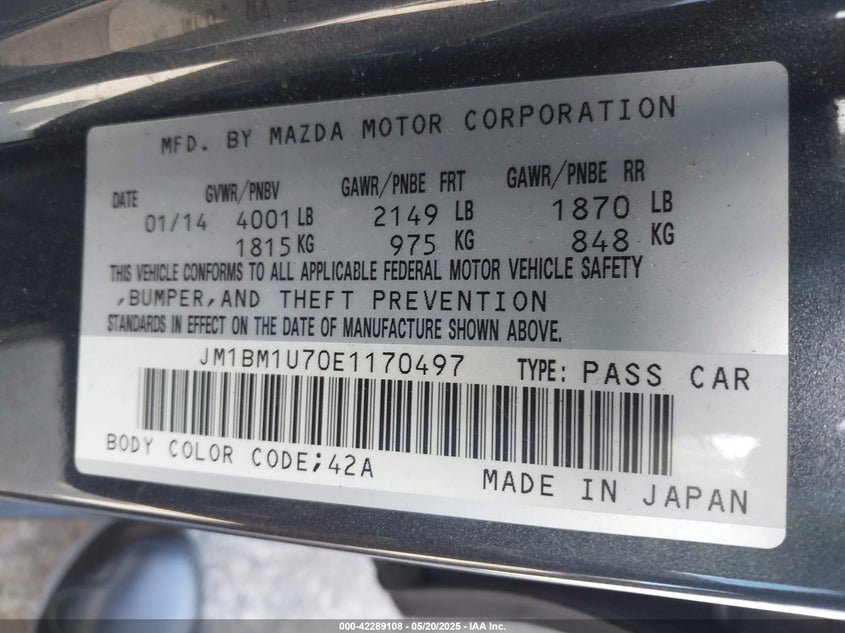 MFD. BY MAZDA MOTOR CORPORATION
DATE GVWR/PNBV GAWR/PNBE FRT GAWR/PNBE RR
01/14 4001 LB 2149 LB 1870 LB
1815 KG 975 KG 848 KG
THIS VEHICLE CONFORMS TO ALL APPLICABLE FEDERAL MOTOR VEHICLE SAFETY
,BUMPER,AND THEFT PREVENTION
STANDARDS IN EFFECT ON THE DATE OF MANUFACTURE SHOWN ABOVE.
JM1BM1U70E1170497 TYPE: PASS CAR
BODY COLOR CODE;42A
MADE IN JAPAN
000-42289108 - 05/20/2025 - IAA Inc.